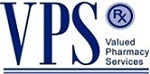 VPS
Rx
Valued
Pharmacy
Services